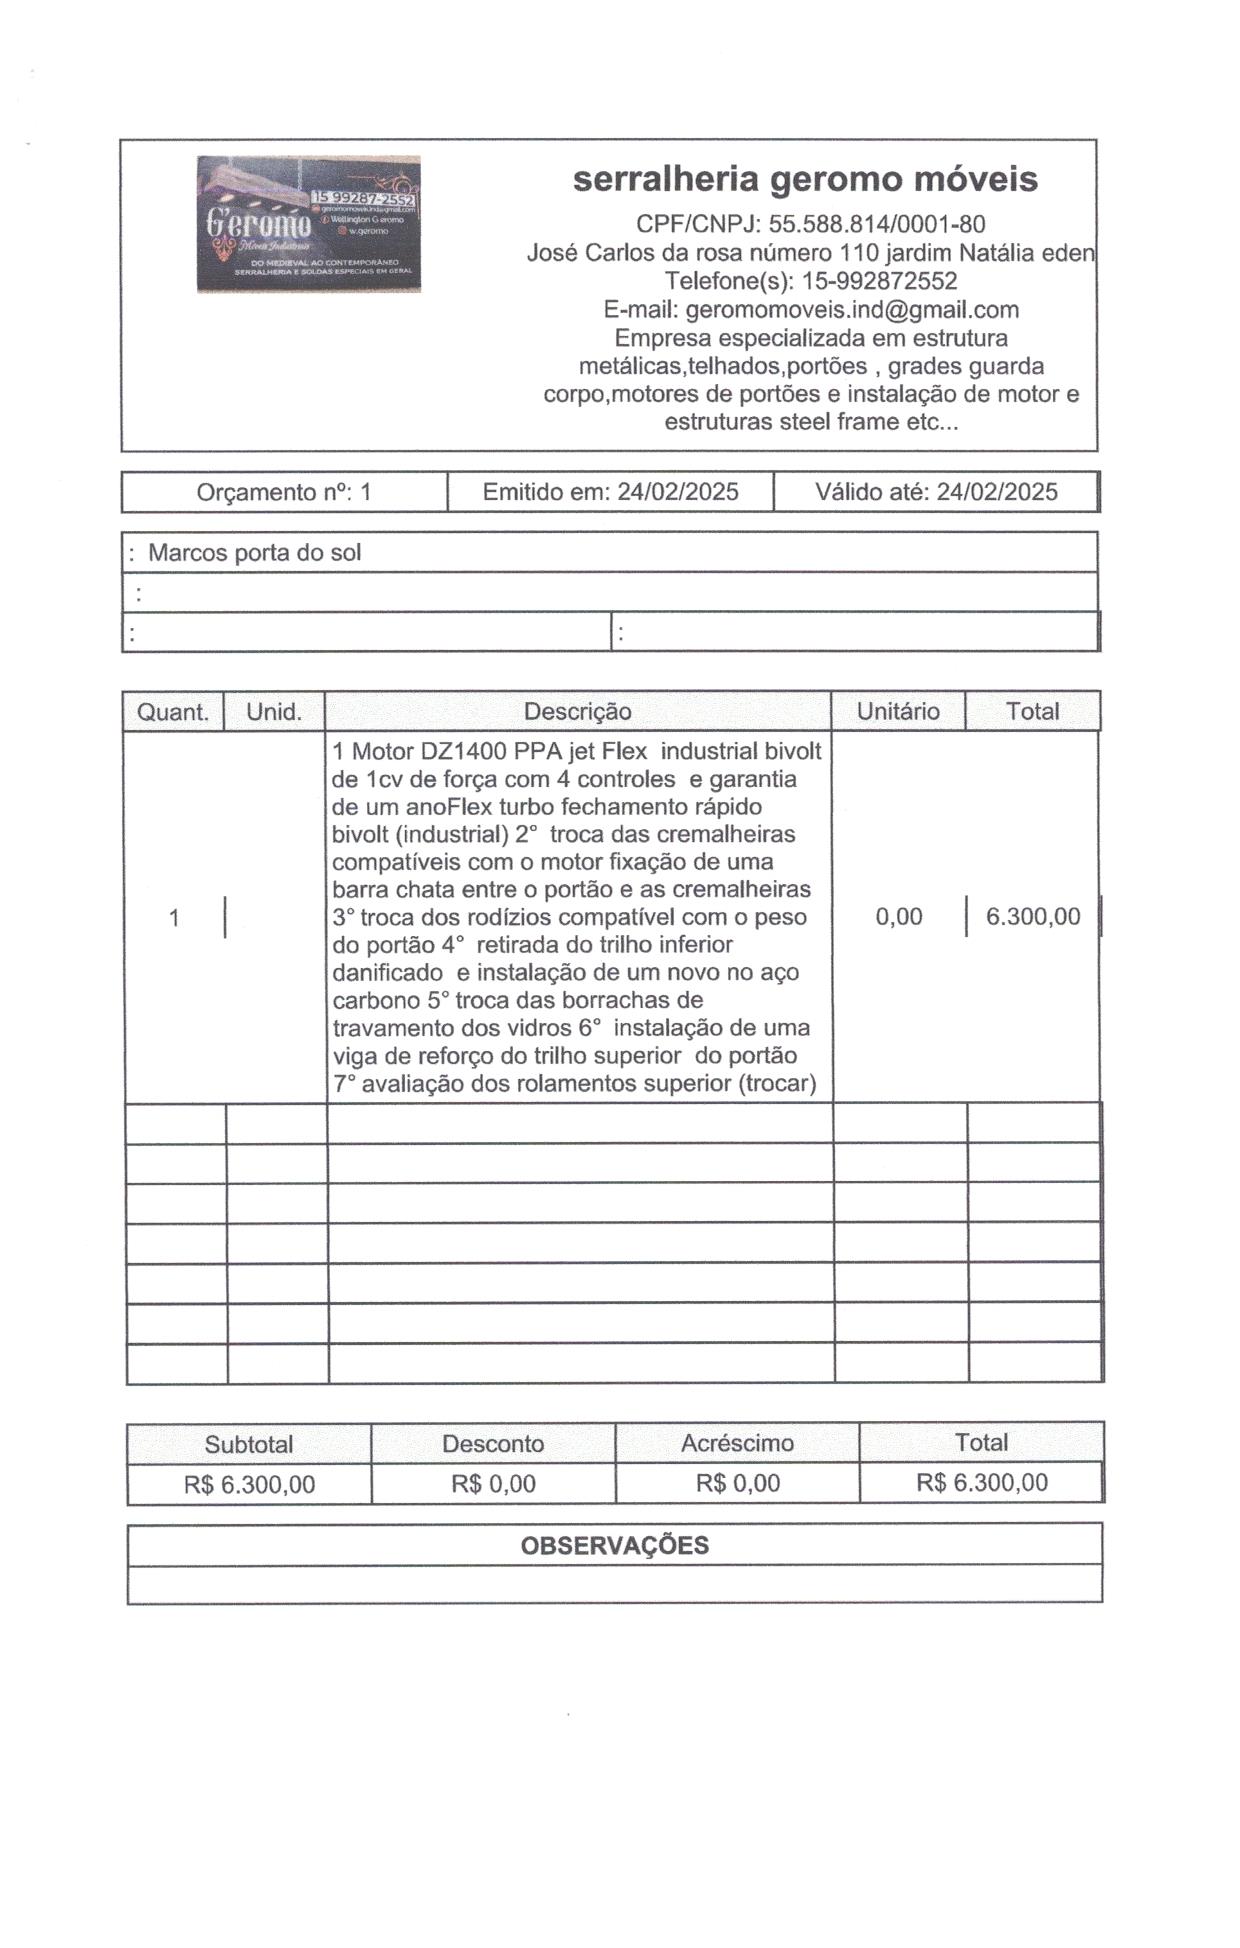 15 99287-2552
geromomoveis.ind@gmail.com
Wellington Geromo
w.geromo
G'eromo
Móveis Industriais
DO MEDIEVAL AO CONTEMPORÂNEO
SERRALHERIA E SOLDAS ESPECIAIS EM GERAL
serralheria geromo móveis
CPF/CNPJ: 55.588.814/0001-80
José Carlos da rosa número 110 jardim Natália eden
Telefone(s): 15-992872552
E-mail: geromomoveis.ind@gmail.com
Empresa especializada em estrutura
metálicas,telhados,portões , grades guarda
corpo,motores de portões e instalação de motor e
estruturas steel frame etc...
Orçamento nº: 1 Emitido em: 24/02/2025 Válido até: 24/02/2025
: Marcos porta do sol
:
: :
Quant. Unid. Descrição Unitário Total
1 Motor DZ1400 PPA jet Flex industrial bivolt
de 1cv de força com 4 controles e garantia
de um anoFlex turbo fechamento rápido
bivolt (industrial) 2° troca das cremalheiras
compatíveis com o motor fixação de uma
barra chata entre o portão e as cremalheiras
1 3° troca dos rodízios compatível com o peso 0,00 6.300,00
do portão 4° retirada do trilho inferior
danificado e instalação de um novo no aço
carbono 5° troca das borrachas de
travamento dos vidros 6° instalação de uma
viga de reforço do trilho superior do portão
7° avaliação dos rolamentos superior (trocar)
Subtotal Desconto Acréscimo Total
R$ 6.300,00 R$ 0,00 R$ 0,00 R$ 6.300,00
OBSERVAÇÕES